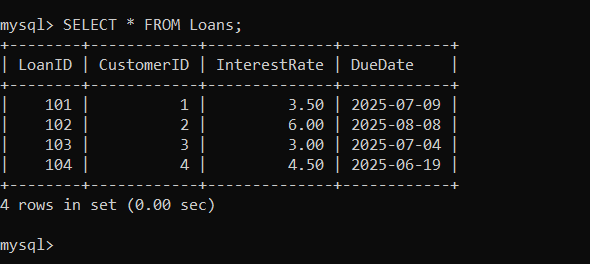 mysql> SELECT * FROM Loans;
+--------+------------+--------------+------------+
| LoanID | CustomerID | InterestRate | DueDate    |
+--------+------------+--------------+------------+
|    101 |          1 |         3.50 | 2025-07-09 |
|    102 |          2 |         6.00 | 2025-08-08 |
|    103 |          3 |         3.00 | 2025-07-04 |
|    104 |          4 |         4.50 | 2025-06-19 |
+--------+------------+--------------+------------+
4 rows in set (0.00 sec)
mysql>